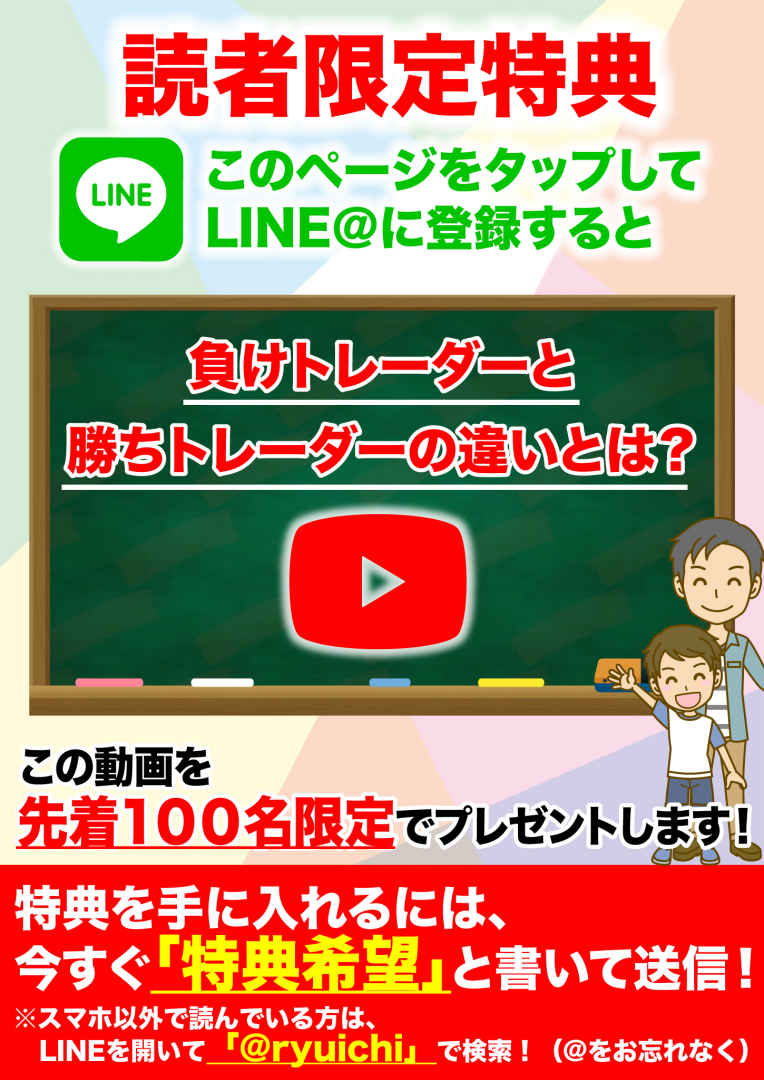 読者限定特典
LINE
このページをタップして
LINE@に登録すると
負けトレーダーと
勝ちトレーダーの違いとは？
この動画を
先着100名限定でプレゼントします！
特典を手に入れるには、
今すぐ「特典希望」と書いて送信！
※スマホ以外で読んでいる方は、
LINEを開いて「@ryuichi」で検索！（@をお忘れなく）